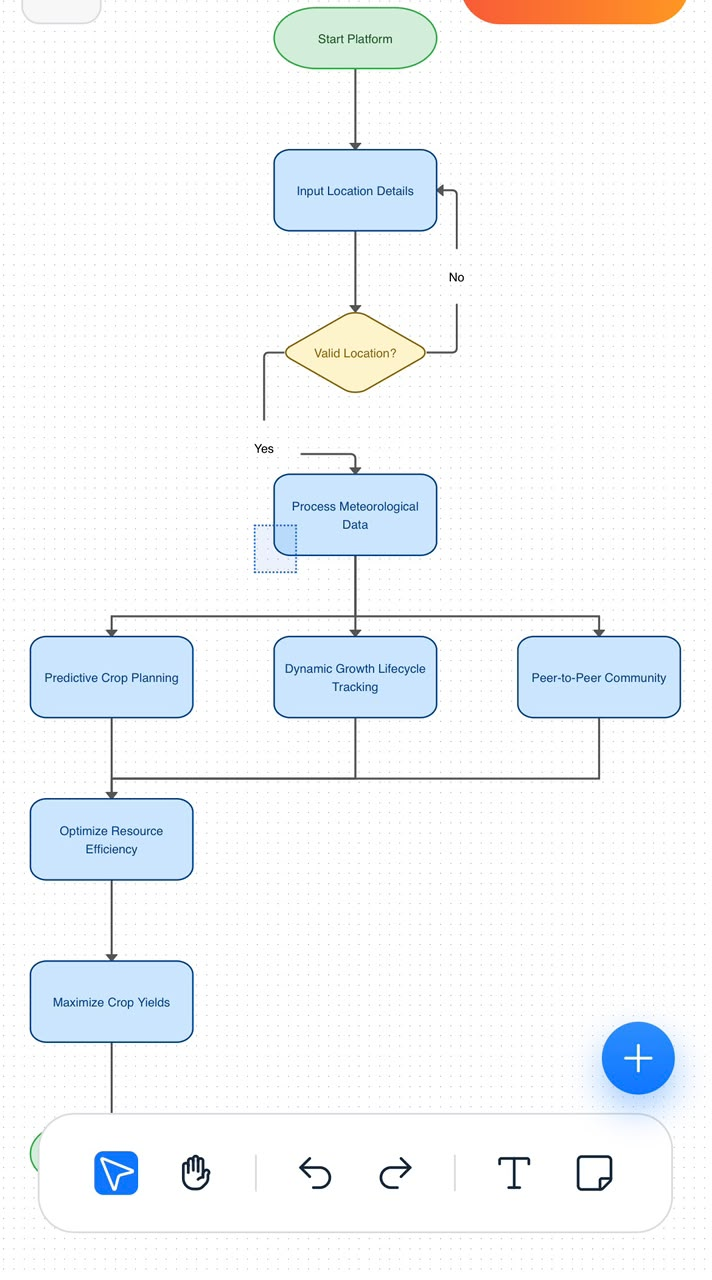 Start Platform
Input Location Details
No
Valid Location?
Yes
Process Meteorological
Data
Predictive Crop Planning
Dynamic Growth Lifecycle
Tracking
Peer-to-Peer Community
Optimize Resource
Efficiency
Maximize Crop Yields